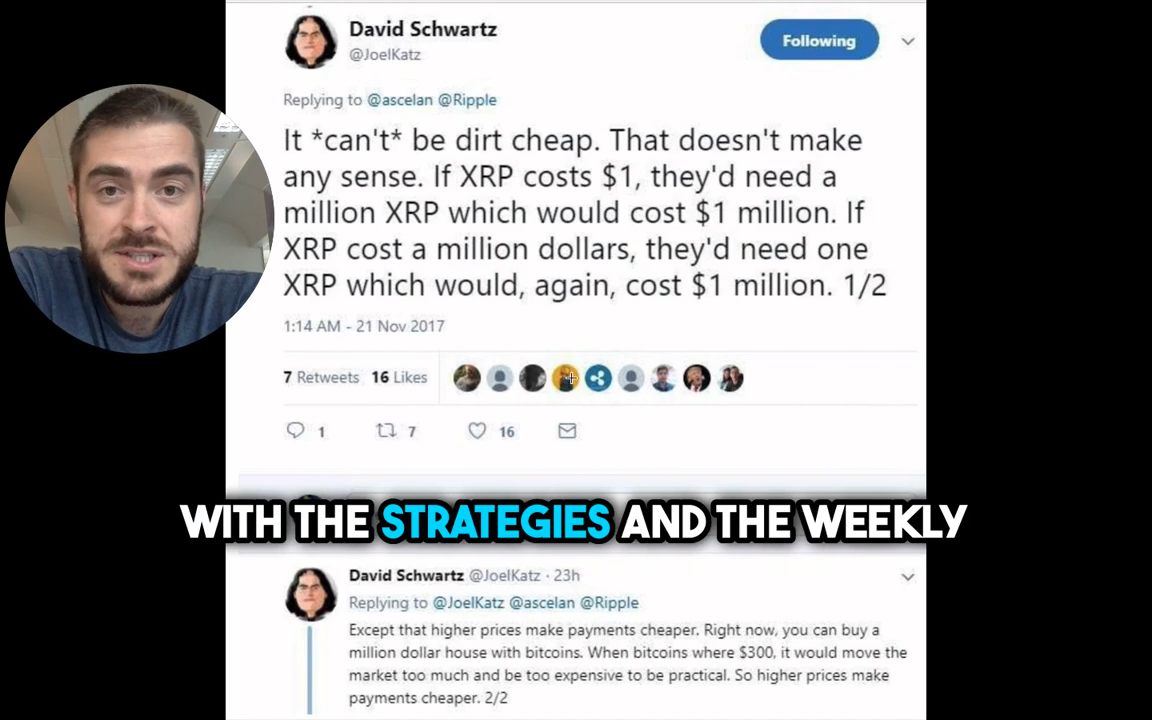 David Schwartz
@JoelKatz
Following
Replying to @ascelan @Ripple
It *can't* be dirt cheap. That doesn't make
any sense. If XRP costs $1, they'd need a
million XRP which would cost $1 million. If
XRP cost a million dollars, they'd need one
XRP which would, again, cost $1 million. 1/2
1:14 AM - 21 Nov 2017
7 Retweets 16 Likes
1 7 16
WITH THE STRATEGIES AND THE WEEKLY
David Schwartz @JoelKatz · 23h
Replying to @JoelKatz @ascelan @Ripple
Except that higher prices make payments cheaper. Right now, you can buy a
million dollar house with bitcoins. When bitcoins where $300, it would move the
market too much and be too expensive to be practical. So higher prices make
payments cheaper. 2/2